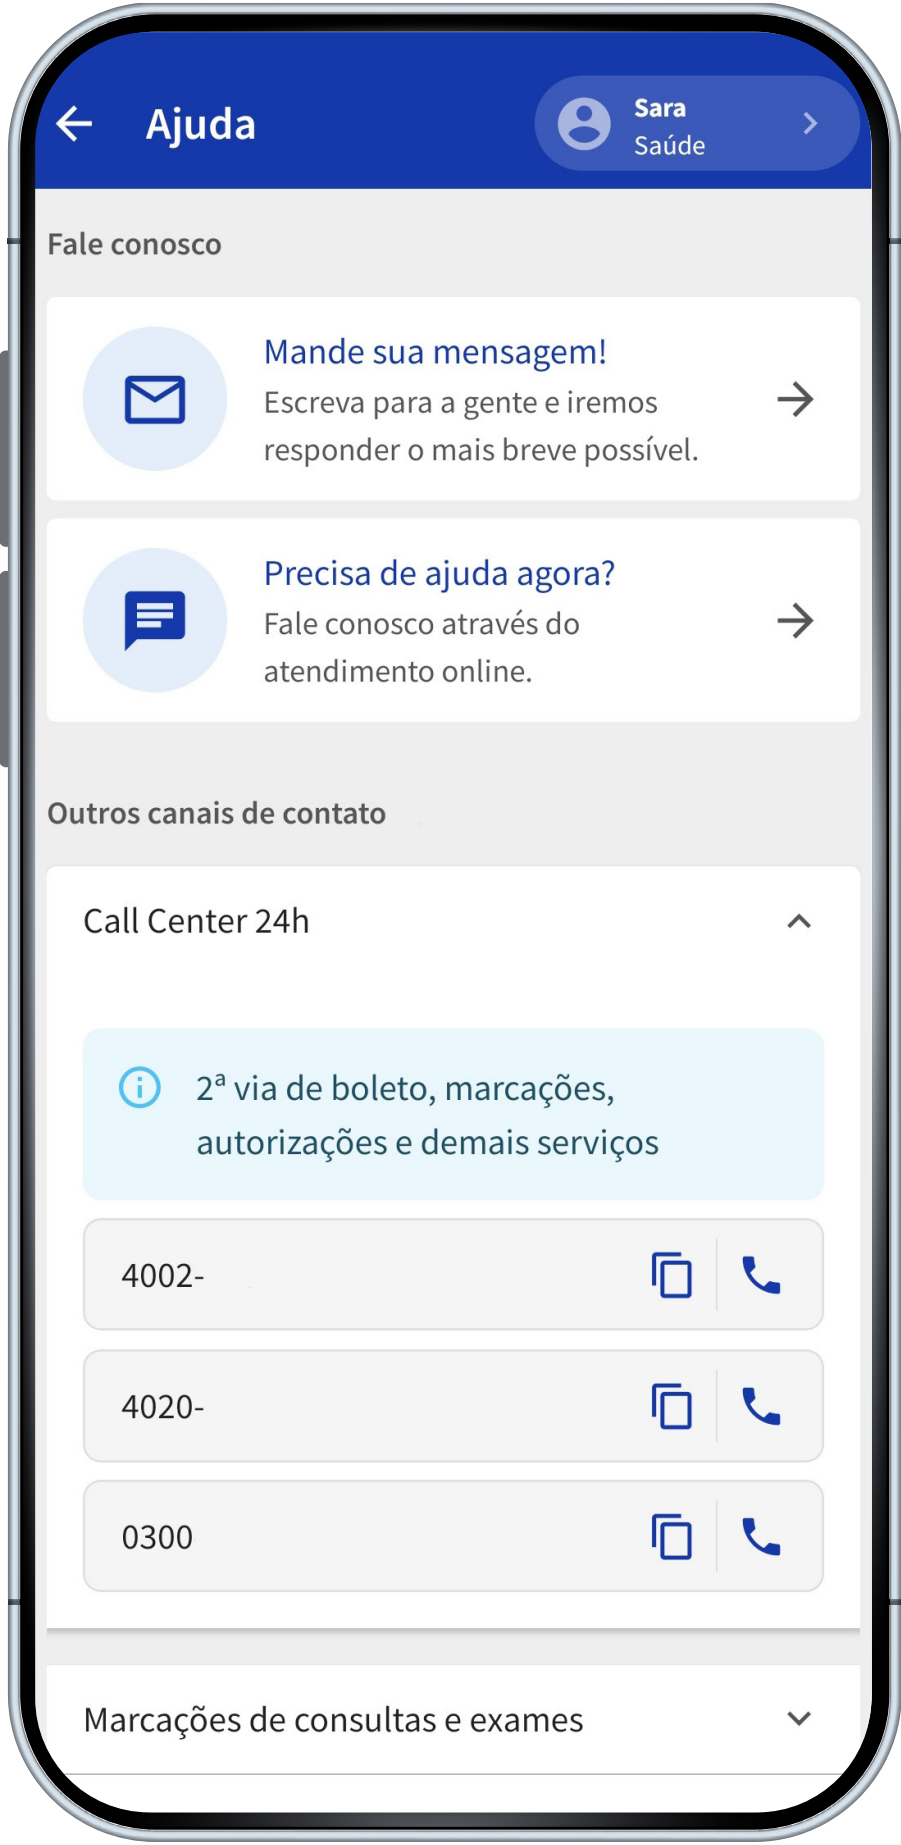 Ajuda
Sara
Saúde
Fale conosco
Mande sua mensagem!
Escreva para a gente e iremos
responder o mais breve possível.
Precisa de ajuda agora?
Fale conosco através do
atendimento online.
Outros canais de contato
Call Center 24h
2ª via de boleto, marcações,
autorizações e demais serviços
4002-
4020-
0300
Marcações de consultas e exames